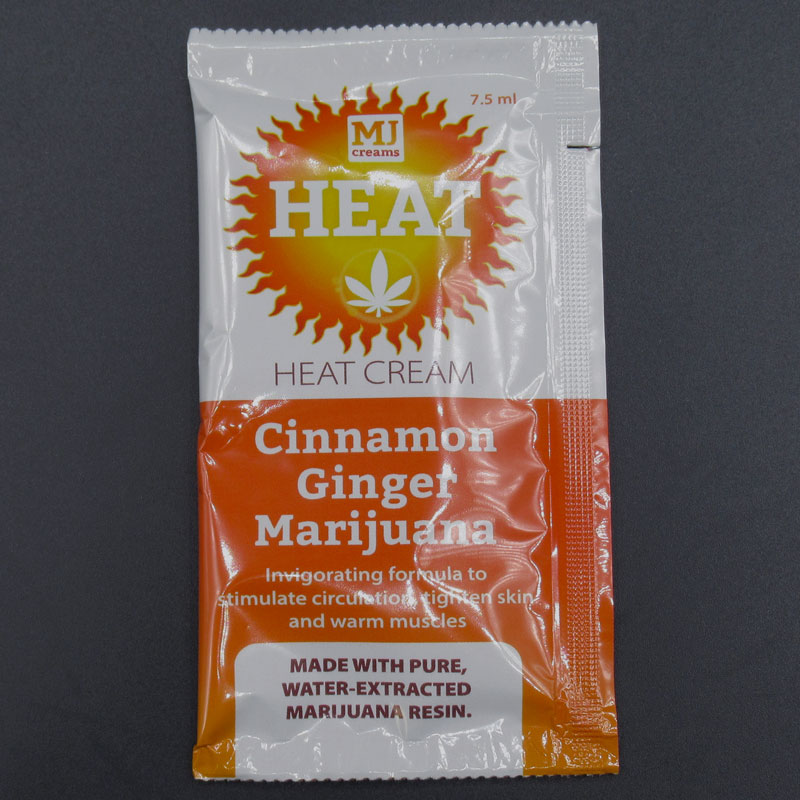 7.5 ml
MJ
creams
HEAT
HEAT CREAM
Cinnamon
Ginger
Marijuana
Invigorating formula to
stimulate circulation, tighten skin
and warm muscles
MADE WITH PURE,
WATER-EXTRACTED
MARIJUANA RESIN.